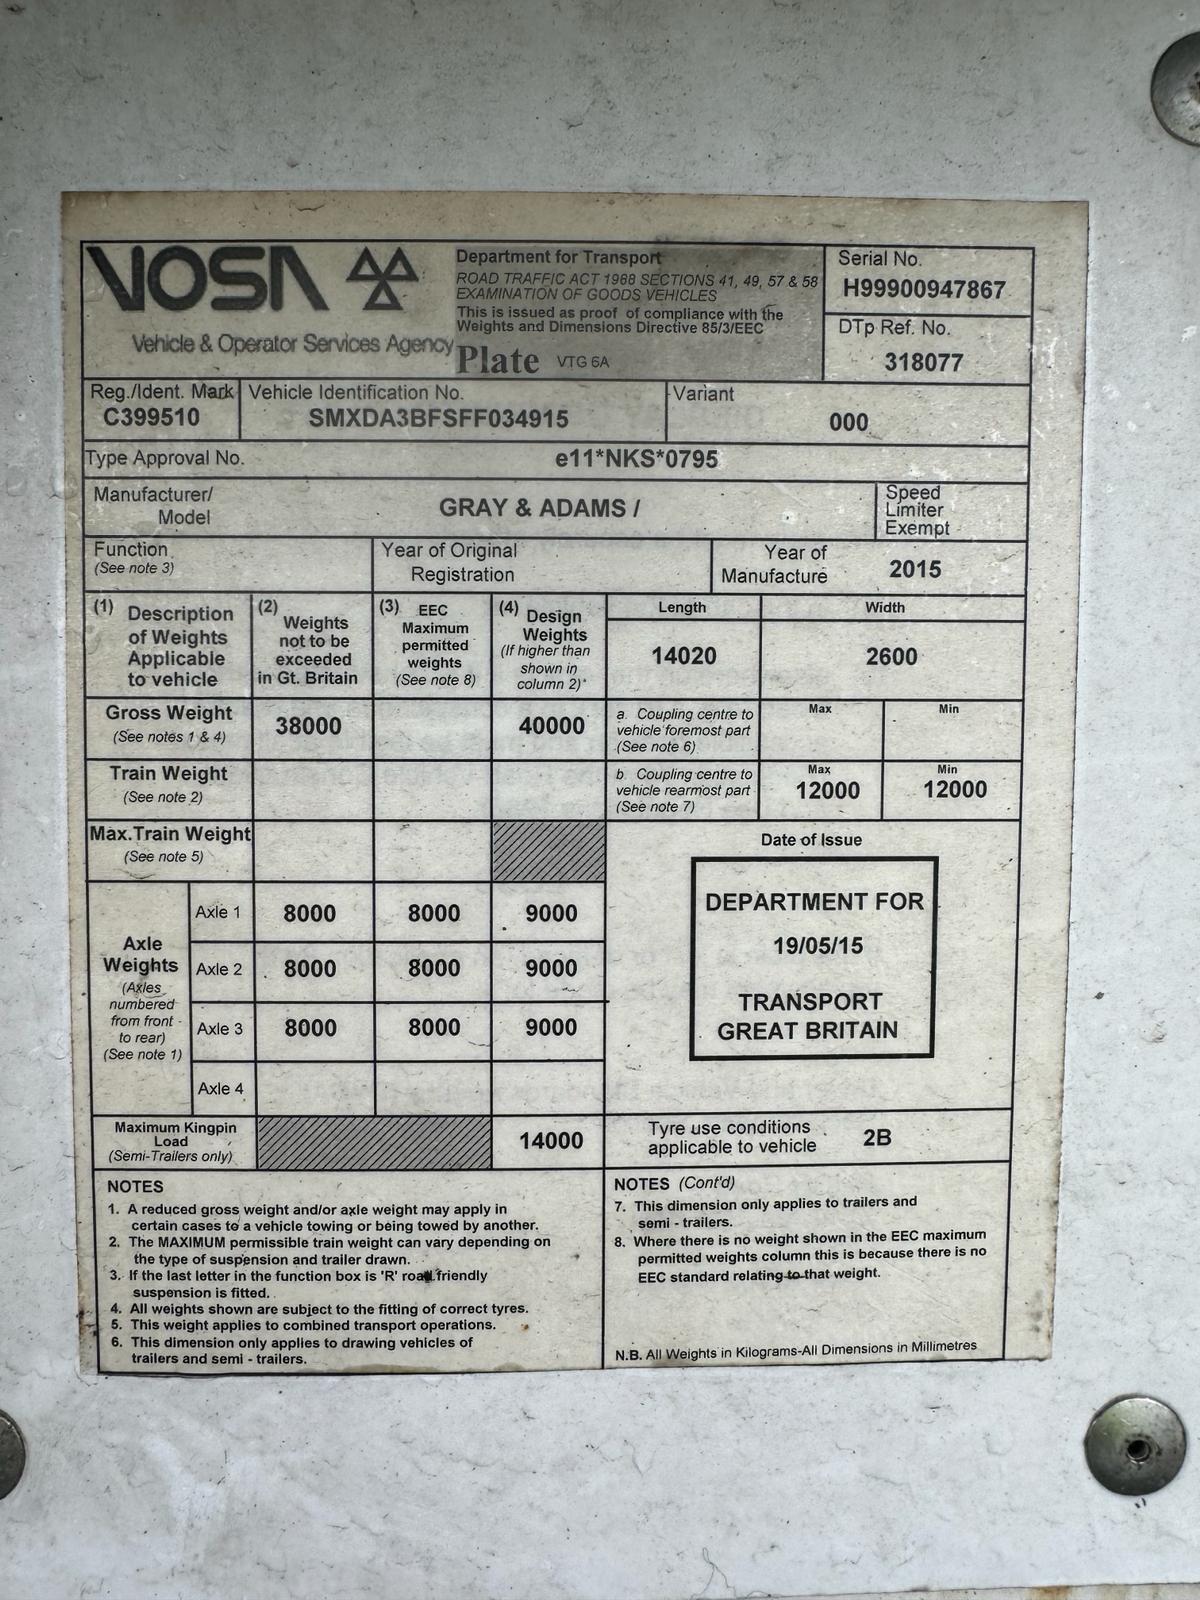 VOSA
Vehicle & Operator Services Agency
Department for Transport
ROAD TRAFFIC ACT 1988 SECTIONS 41, 49, 57 & 58
EXAMINATION OF GOODS VEHICLES
This is issued as proof of compliance with the
Weights and Dimensions Directive 85/3/EEC
Plate VTG 6A
Serial No.
H99900947867
DTp Ref. No.
318077
Reg./Ident. Mark
C399510
Vehicle Identification No.
SMXDA3BFSFF034915
Variant
000
Type Approval No.
e11*NKS*0795
Manufacturer/
Model
GRAY & ADAMS /
Speed
Limiter
Exempt
Function
(See note 3)
Year of Original
Registration
Year of
Manufacture
2015
(1) Description
of Weights
Applicable
to vehicle
(2) Weights
not to be
exceeded
in Gt. Britain
(3) EEC
Maximum
permitted
weights
(See note 8)
(4) Design
Weights
(If higher than
shown in
column 2)*
Length
14020
Width
2600
Gross Weight
(See notes 1 & 4)
38000
40000
a. Coupling centre to
vehicle foremost part
(See note 6)
Max
Min
Train Weight
(See note 2)
b. Coupling centre to
vehicle rearmost part
(See note 7)
Max
12000
Min
12000
Max.Train Weight
(See note 5)
Date of Issue
DEPARTMENT FOR
19/05/15
TRANSPORT
GREAT BRITAIN
Axle
Weights
(Axles
numbered
from front
to rear)
(See note 1)
Axle 1 8000 8000 9000
Axle 2 8000 8000 9000
Axle 3 8000 8000 9000
Axle 4
Maximum Kingpin
Load
(Semi-Trailers only)
14000
Tyre use conditions
applicable to vehicle
2B
NOTES
1. A reduced gross weight and/or axle weight may apply in
certain cases to a vehicle towing or being towed by another.
2. The MAXIMUM permissible train weight can vary depending on
the type of suspension and trailer drawn.
3. If the last letter in the function box is 'R' road friendly
suspension is fitted.
4. All weights shown are subject to the fitting of correct tyres.
5. This weight applies to combined transport operations.
6. This dimension only applies to drawing vehicles of
trailers and semi - trailers.
NOTES (Cont'd)
7. This dimension only applies to trailers and
semi - trailers.
8. Where there is no weight shown in the EEC maximum
permitted weights column this is because there is no
EEC standard relating to that weight.
N.B. All Weights in Kilograms-All Dimensions in Millimetres